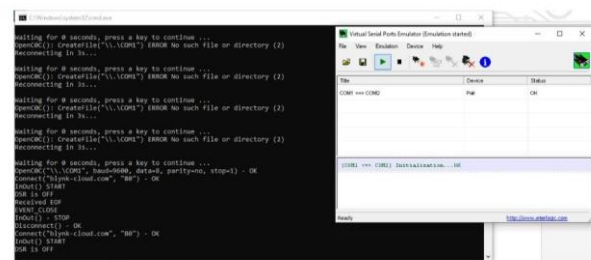 C:\Windows\system32\cmd.exe
Waiting for 0 seconds, press a key to continue ...
OpenC0C(): CreateFile("\\.\COM1") ERROR No such file or directory (2)
Reconnecting in 3s...
Waiting for 0 seconds, press a key to continue ...
OpenC0C(): CreateFile("\\.\COM1") ERROR No such file or directory (2)
Reconnecting in 3s...
Waiting for 0 seconds, press a key to continue ...
OpenC0C(): CreateFile("\\.\COM1") ERROR No such file or directory (2)
Reconnecting in 3s...
Waiting for 0 seconds, press a key to continue ...
OpenC0C("\\.\COM1", baud=9600, data=8, parity=no, stop=1) - OK
Connect("blynk-cloud.com", "80") - OK
InOut() START
DSR is OFF
Received EOF
EVENT_CLOSE
InOut() - STOP
Disconnect() - OK
Connect("blynk-cloud.com", "80") - OK
InOut() START
DSR is OFF
Virtual Serial Ports Emulator (Emulation started)
File View Emulation Device Help
Title Device Status
COM1 <=> COM2 Pair OK
[COM1 <=> COM2] Initialization...OK
Ready